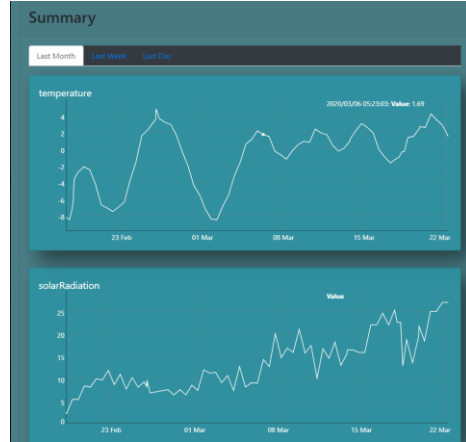 Summary
Last Month Last Week Last Day
temperature
2020/03/06 05:23:03: Value: 1.69
4
2
0
-2
-4
-6
-8
23 Feb 01 Mar 08 Mar 15 Mar 22 Mar
solarRadiation
Value
25
20
15
10
5
0
23 Feb 01 Mar 08 Mar 15 Mar 22 Mar